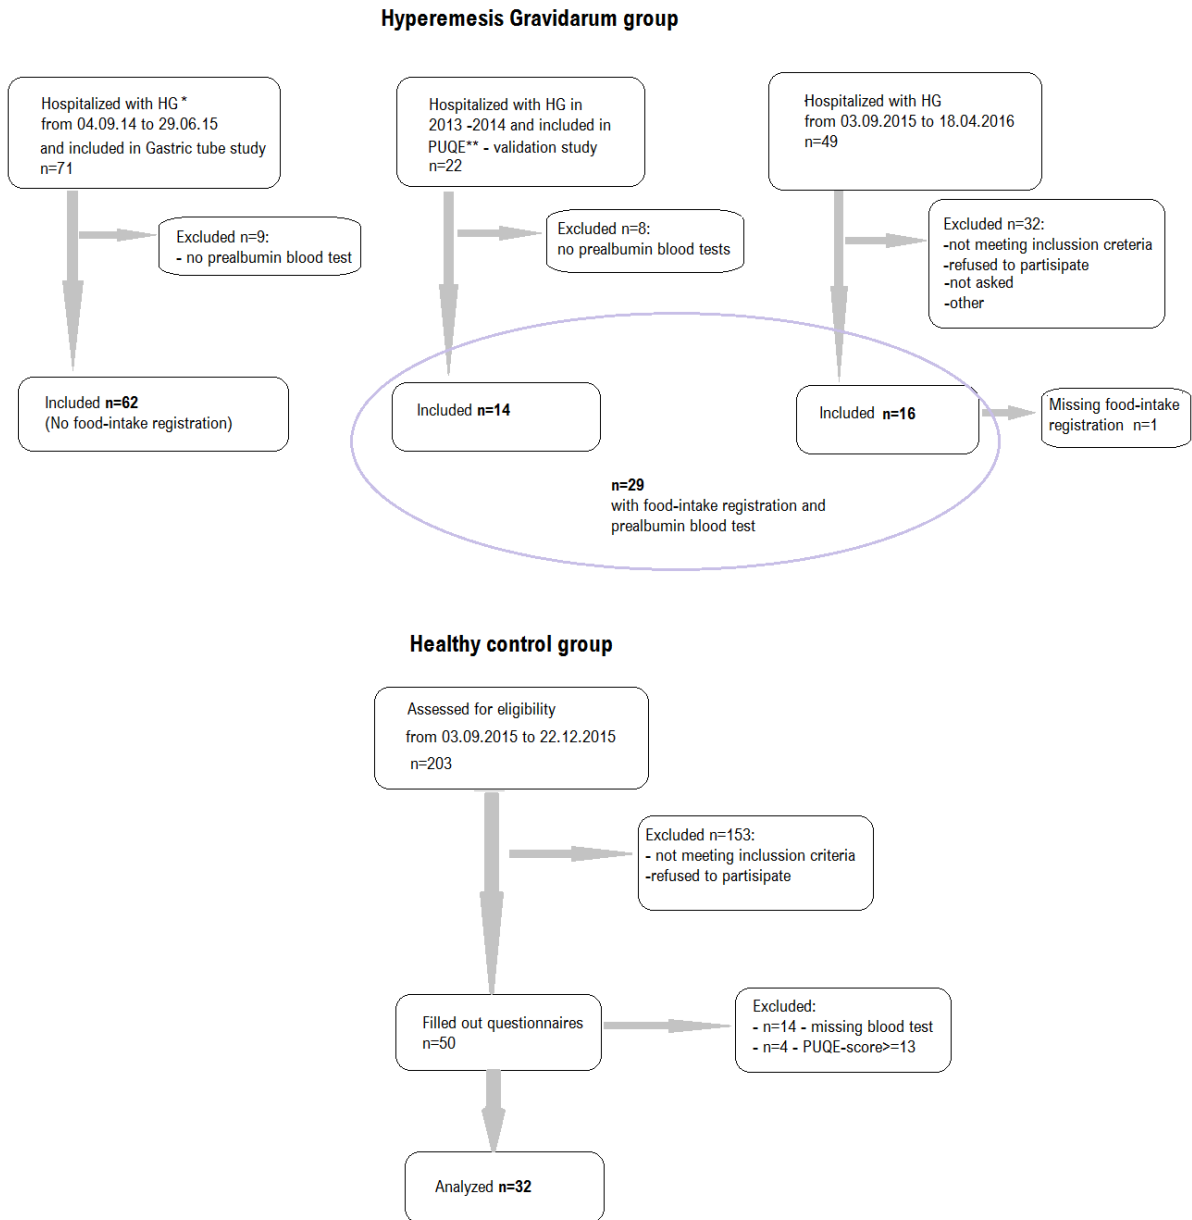 Hyperemesis Gravidarum group
Hospitalized with HG *
from 04.09.14 to 29.06.15
and included in Gastric tube study
n=71
Excluded n=9:
- no prealbumin blood test
Included n=62
(No food-intake registration)
Hospitalized with HG in
2013 -2014 and included in
PUQE** - validation study
n=22
Excluded n=8:
no prealbumin blood tests
Included n=14
Hospitalized with HG
from 03.09.2015 to 18.04.2016
n=49
Excluded n=32:
-not meeting inclussion creteria
-refused to partisipate
-not asked
-other
Included n=16
Missing food-intake
registration n=1
n=29
with food-intake registration and
prealbumin blood test
Healthy control group
Assessed for eligibility
from 03.09.2015 to 22.12.2015
n=203
Excluded n=153:
- not meeting inclussion criteria
-refused to partisipate
Filled out questionnaires
n=50
Excluded:
- n=14 - missing blood test
- n=4 - PUQE-score>=13
Analyzed n=32